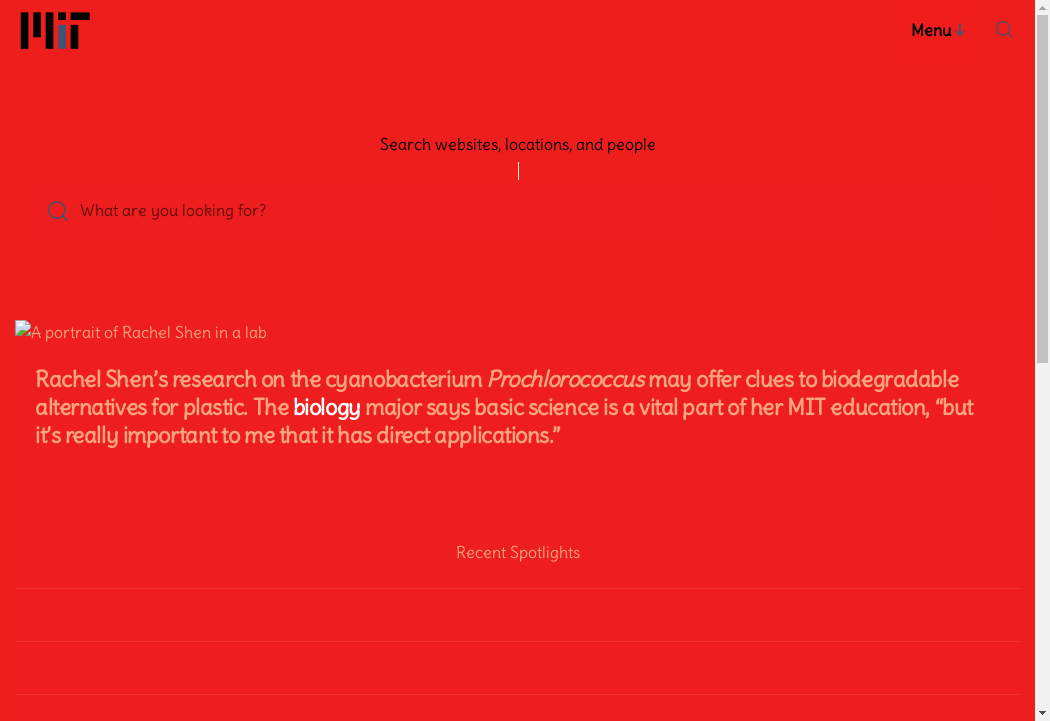 MIT
Menu
Search websites, locations, and people
What are you looking for?
A portrait of Rachel Shen in a lab
Rachel Shen’s research on the cyanobacterium Prochlorococcus may offer clues to biodegradable
alternatives for plastic. The biology major says basic science is a vital part of her MIT education, “but
it’s really important to me that it has direct applications.”
Recent Spotlights